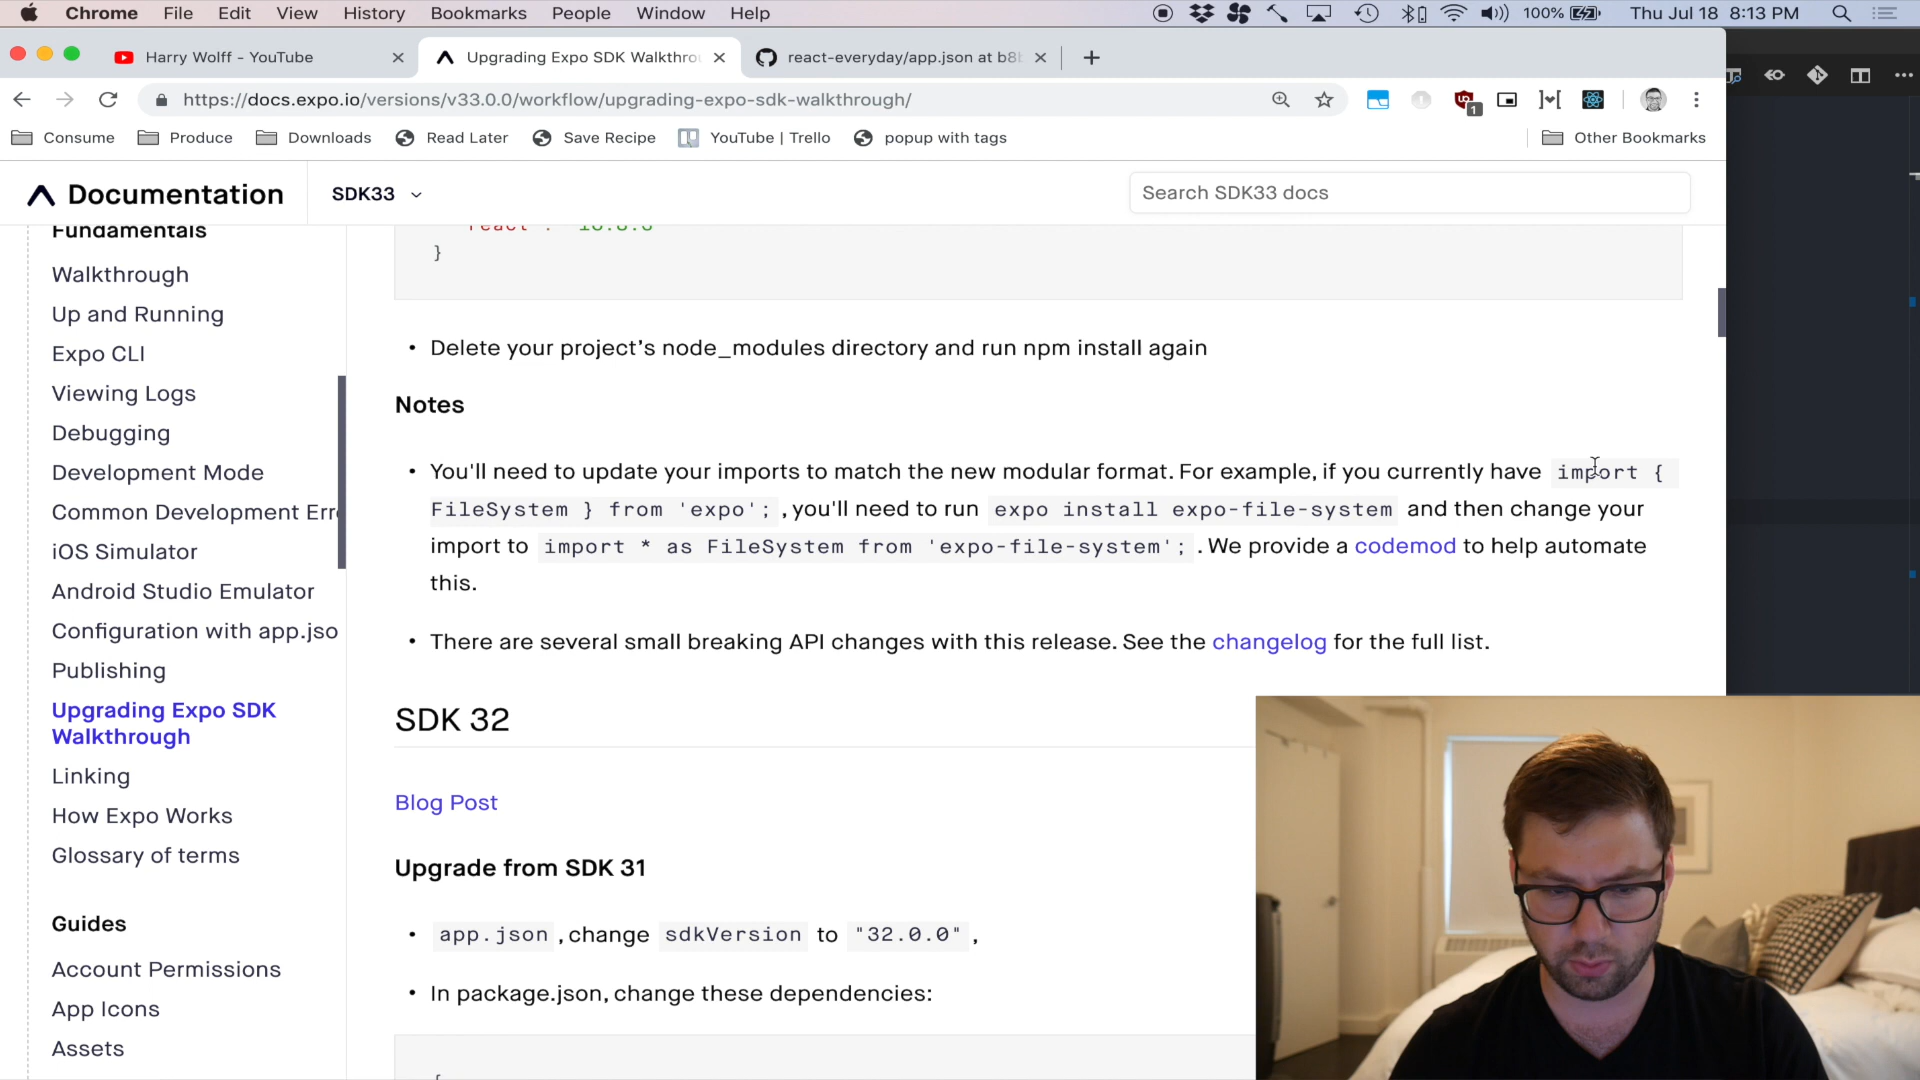 Chrome File Edit View History Bookmarks People Window Help 100% Thu Jul 18 8:13 PM
Harry Wolff - YouTube
Upgrading Expo SDK Walkthro
react-everyday/app.json at b8
https://docs.expo.io/versions/v33.0.0/workflow/upgrading-expo-sdk-walkthrough/
1
Consume Produce Downloads Read Later Save Recipe YouTube | Trello popup with tags Other Bookmarks
Documentation SDK33 Search SDK33 docs
Fundamentals
Walkthrough
Up and Running
Expo CLI
Viewing Logs
Debugging
Development Mode
Common Development Err
iOS Simulator
Android Studio Emulator
Configuration with app.jso
Publishing
Upgrading Expo SDK
Walkthrough
Linking
How Expo Works
Glossary of terms
Guides
Account Permissions
App Icons
Assets
}
• Delete your project's node_modules directory and run npm install again
Notes
• You'll need to update your imports to match the new modular format. For example, if you currently have import {
FileSystem } from 'expo'; , you'll need to run expo install expo-file-system and then change your
import to import * as FileSystem from 'expo-file-system'; . We provide a codemod to help automate
this.
• There are several small breaking API changes with this release. See the changelog for the full list.
SDK 32
Blog Post
Upgrade from SDK 31
• app.json , change sdkVersion to "32.0.0" ,
• In package.json, change these dependencies: